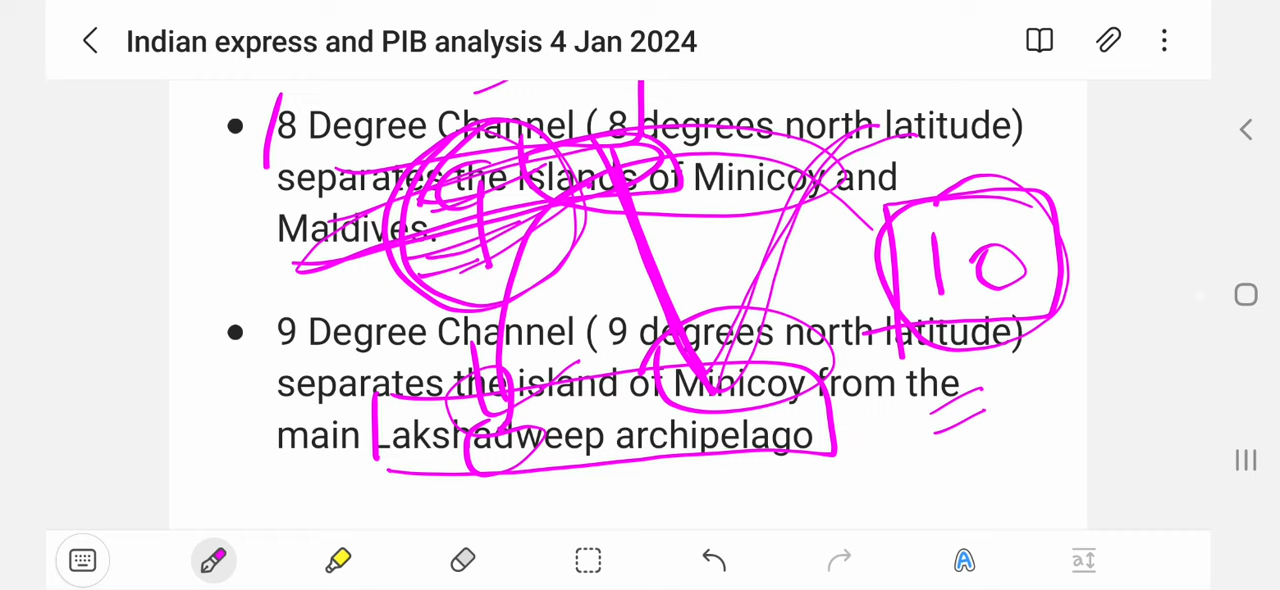 Indian express and PIB analysis 4 Jan 2024
● 8 Degree Channel ( 8 degrees north latitude)
separates the islands of Minicoy and
Maldives.
9
10
● 9 Degree Channel ( 9 degrees north latitude)
separates the island of Minicoy from the
main Lakshadweep archipelago